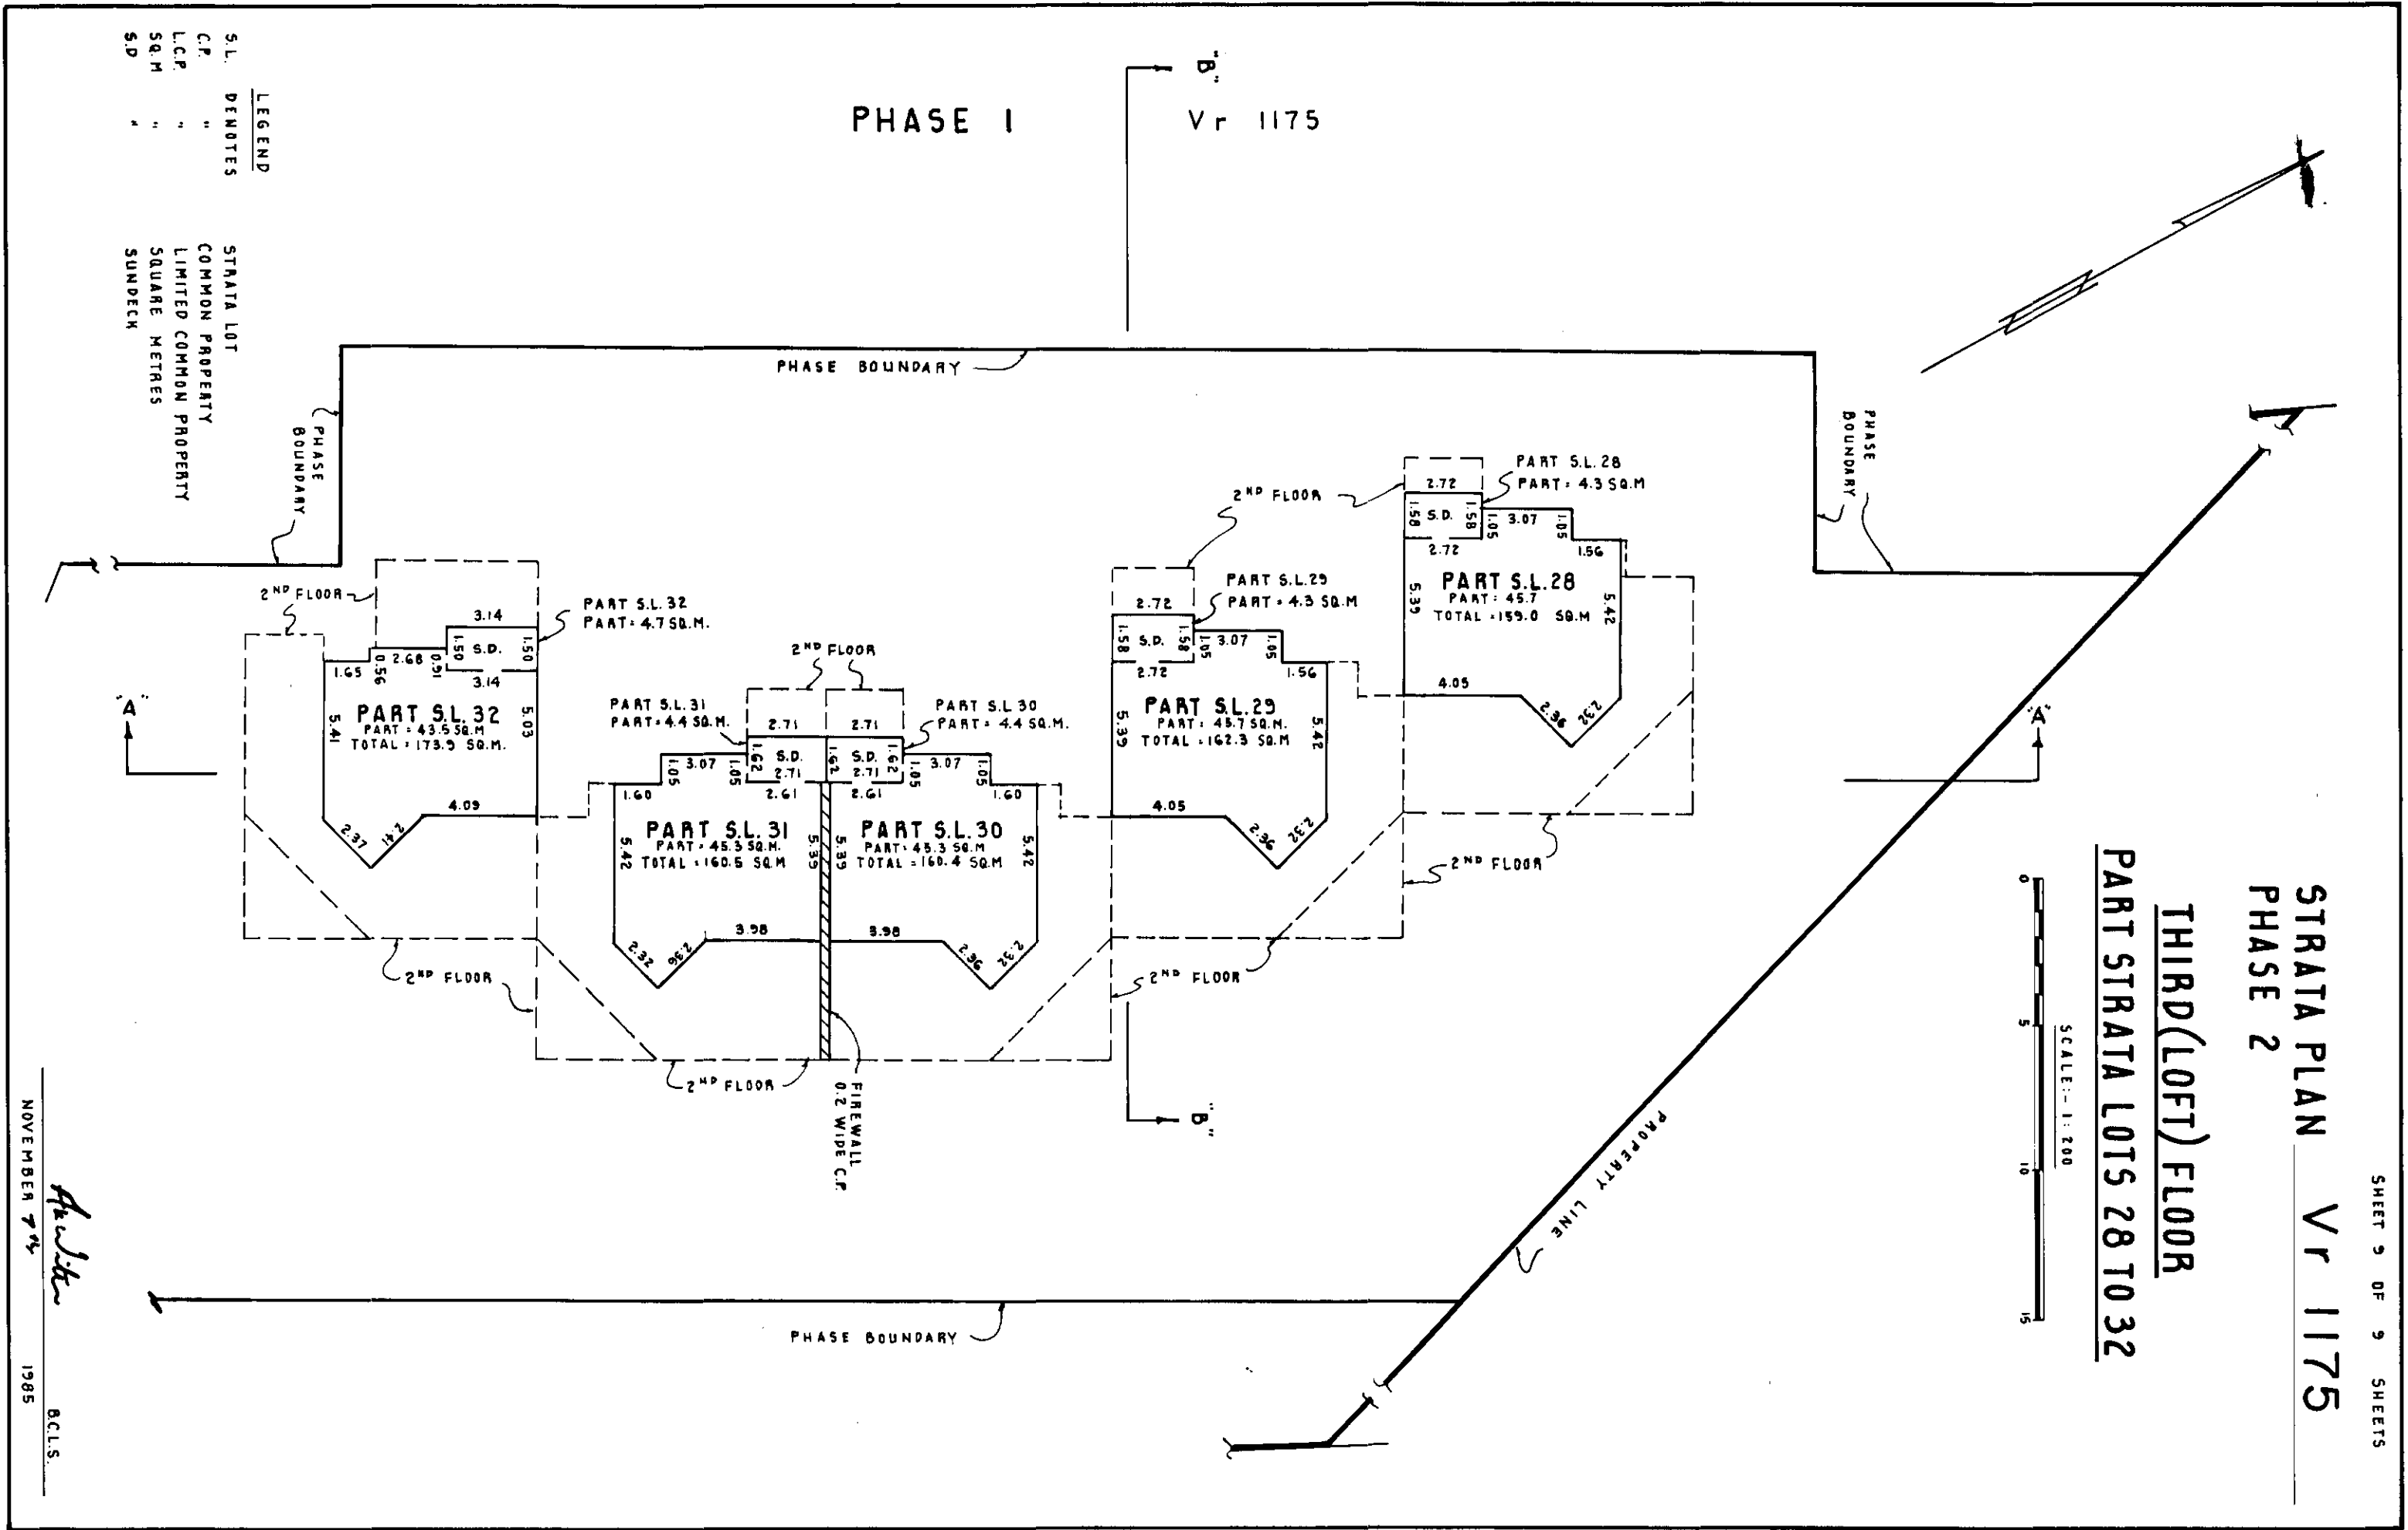 SHEET 9 OF 9 SHEETS
STRATA PLAN Vr 1175
PHASE 2
THIRD (LOFT) FLOOR
PART STRATA LOTS 28 TO 32
SCALE:- 1:200
0 5 10 15
LEGEND
S.L. DENOTES STRATA LOT
C.P. " COMMON PROPERTY
L.C.P. " LIMITED COMMON PROPERTY
SQ.M " SQUARE METRES
S.D " SUNDECK
PHASE 1
"B"
Vr 1175
PHASE BOUNDARY
PHASE
BOUNDARY
PHASE
BOUNDARY
2ND FLOOR
2.72
PART S.L.28
PART= 4.3 SQ.M
1.58
S.D.
1.58
1.05
3.07
1.05
2.72
1.56
PART S.L.28
PART= 45.7
TOTAL = 159.0 SQ.M
5.39
5.42
4.05
2.36
2.32
2.72
PART S.L.29
PART= 4.3 SQ.M
1.58
S.D.
1.58
1.05
3.07
1.05
2.72
1.56
PART S.L.29
PART= 45.7 SQ.M.
TOTAL = 162.3 SQ.M
5.39
5.42
4.05
2.36
2.32
2ND FLOOR
3.14
PART S.L.32
PART= 4.7 SQ.M.
1.50
S.D.
1.50
1.65
0.56
2.68
0.91
3.14
PART S.L.32
PART = 43.5 SQ.M
TOTAL = 173.9 SQ.M.
5.41
5.03
4.09
2.37
2.41
2ND FLOOR
PART S.L.31
PART= 4.4 SQ.M.
2.71
2.71
PART S.L.30
PART= 4.4 SQ.M.
1.62
S.D.
1.62
S.D.
1.62
3.07
1.05
1.05
2.71
2.71
1.05
3.07
1.05
1.60
2.61
2.61
1.60
PART S.L.31
PART= 45.3 SQ.M.
TOTAL = 160.5 SQ.M
PART S.L.30
PART= 45.3 SQ.M
TOTAL = 160.4 SQ.M
5.42
5.39
5.39
5.42
3.98
3.98
2.32
2.36
2.36
2.32
"A"
"A"
2ND FLOOR
2ND FLOOR
2ND FLOOR
2ND FLOOR
FIREWALL
0.2 WIDE C.P.
"B"
PROPERTY LINE
PHASE BOUNDARY
B.C.L.S.
NOVEMBER 7th 1985